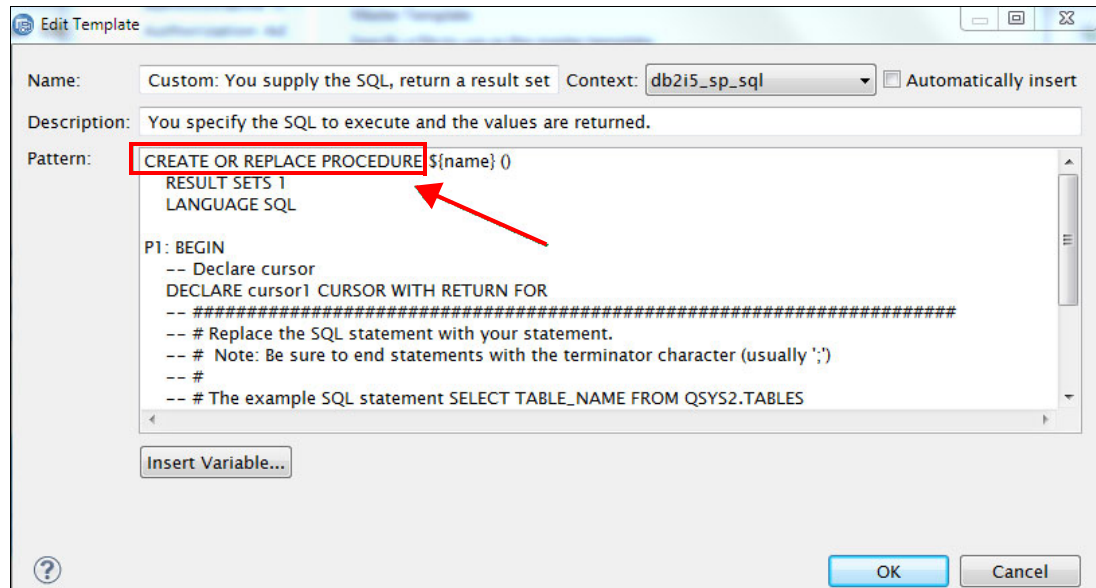 Edit Template
Name: Custom: You supply the SQL, return a result set Context: db2i5_sp_sql Automatically insert
Description: You specify the SQL to execute and the values are returned.
Pattern: CREATE OR REPLACE PROCEDURE ${name} ()
RESULT SETS 1
LANGUAGE SQL
P1: BEGIN
-- Declare cursor
DECLARE cursor1 CURSOR WITH RETURN FOR
-- #######################################################################
-- # Replace the SQL statement with your statement.
-- #  Note: Be sure to end statements with the terminator character (usually ';')
-- #
-- # The example SQL statement SELECT TABLE_NAME FROM QSYS2.TABLES
Insert Variable...
?
OK Cancel